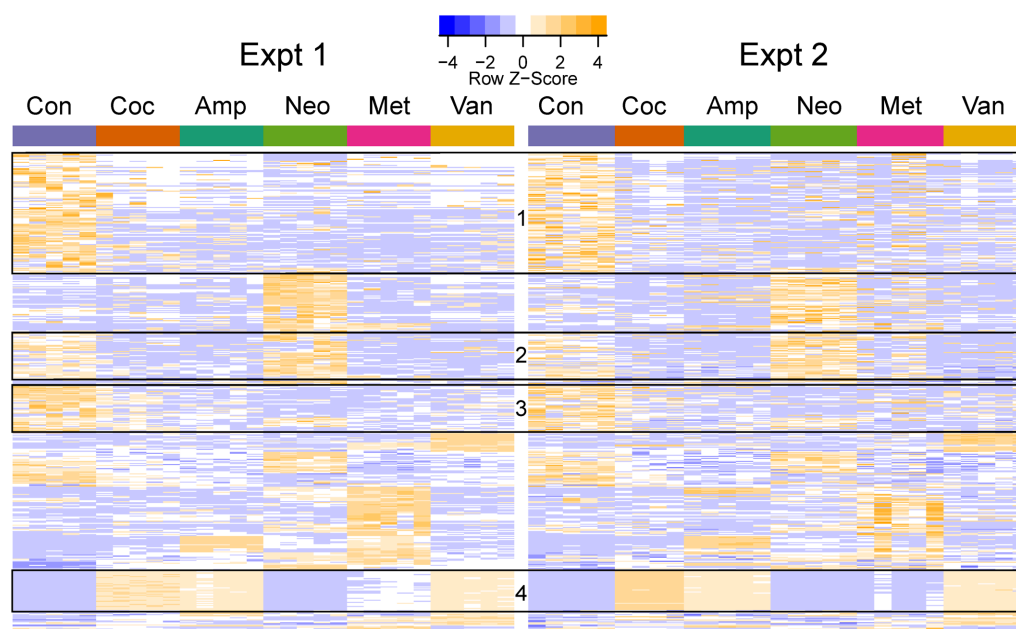 Expt 1
Expt 2
−4 −2 0 2 4
Row Z−Score
Con Coc Amp Neo Met Van Con Coc Amp Neo Met Van
1
2
3
4